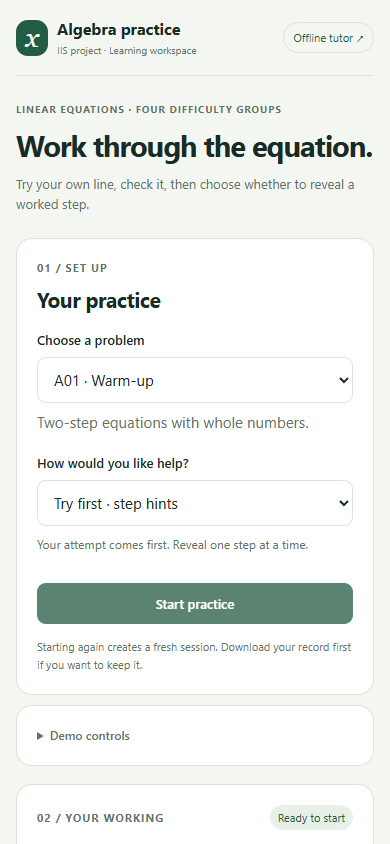 x
Algebra practice
IIS project · Learning workspace
Offline tutor ↗
LINEAR EQUATIONS · FOUR DIFFICULTY GROUPS
Work through the equation.
Try your own line, check it, then choose whether to reveal a
worked step.
01 / SET UP
Your practice
Choose a problem
A01 · Warm-up
Two-step equations with whole numbers.
How would you like help?
Try first · step hints
Your attempt comes first. Reveal one step at a time.
Start practice
Starting again creates a fresh session. Download your record first
if you want to keep it.
▶ Demo controls
02 / YOUR WORKING
Ready to start